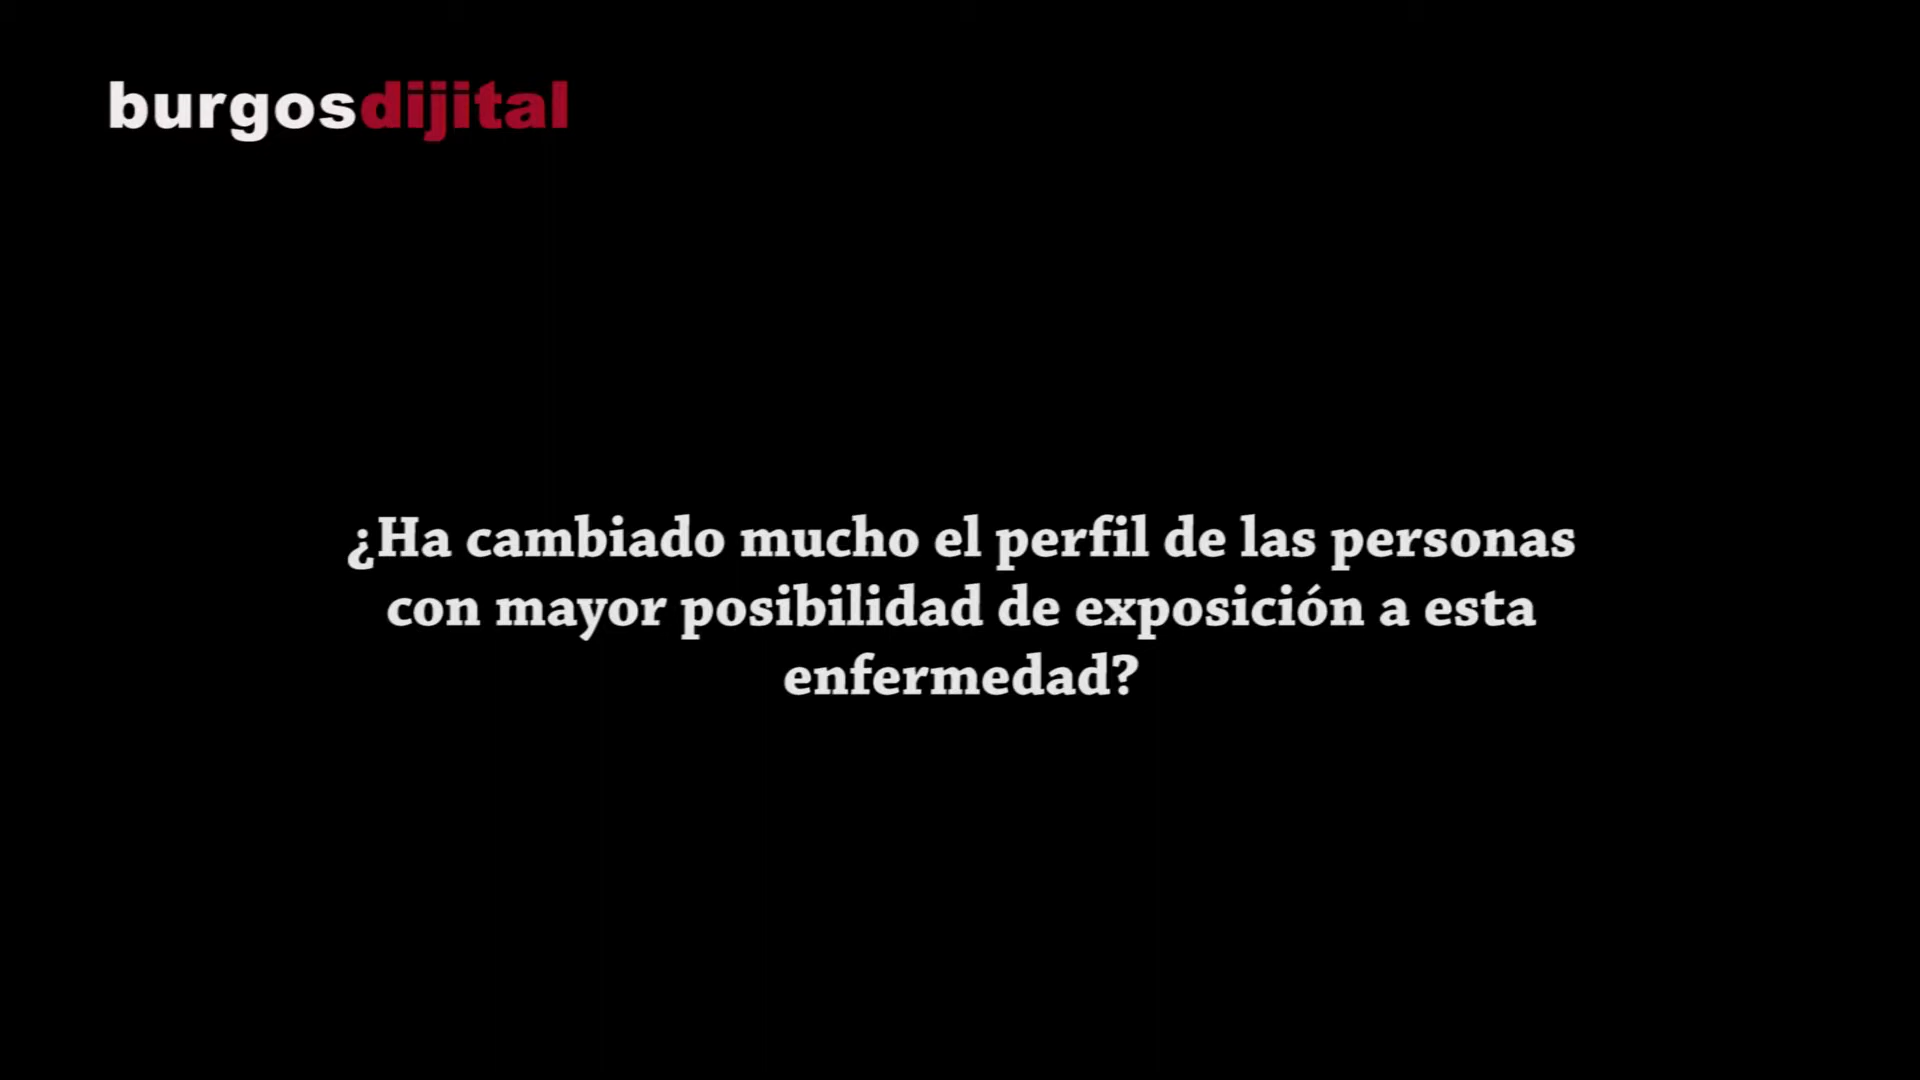 burgosdijital
¿Ha cambiado mucho el perfil de las personas
con mayor posibilidad de exposición a esta
enfermedad?